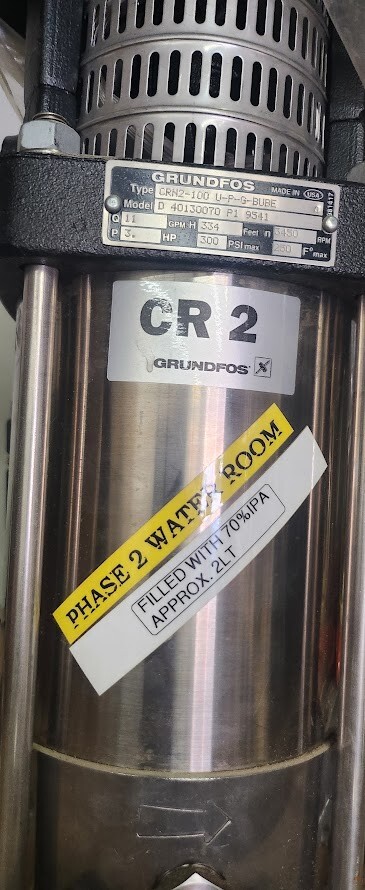 GRUNDFOS
Type CRN2-100 U-P-G-BUBE MADE IN USA
Model D 40130070 P1 9341
Q 11 GPM H 334 Feet n 3450 RPM
P 3. HP 300 PSI max 250 F° max
CR 2
GRUNDFOS
PHASE 2 WATER ROOM
FILLED WITH 70%IPA
APPROX. 2LT